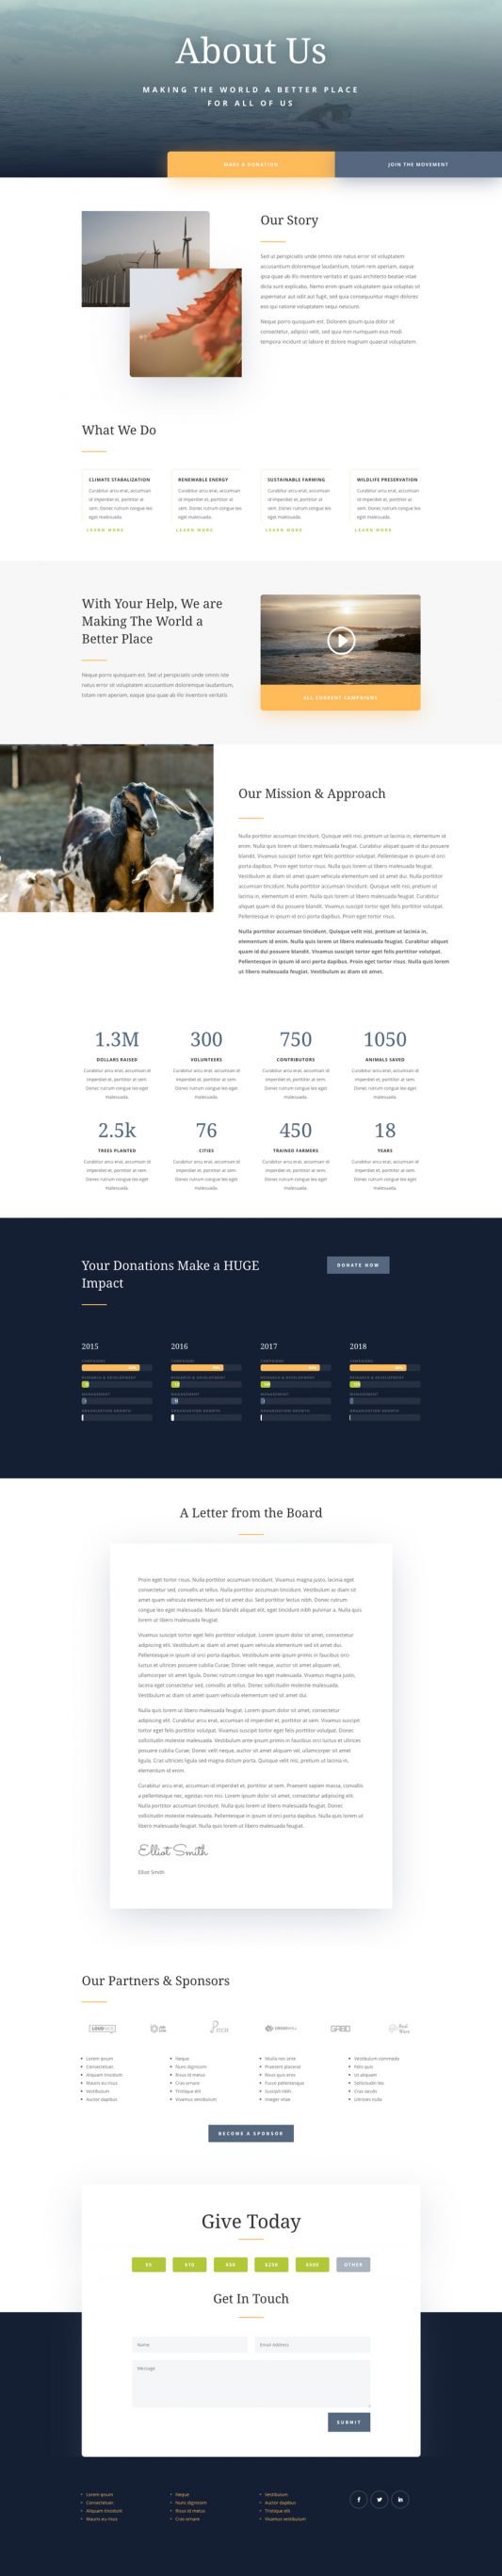 About Us
MAKING THE WORLD A BETTER PLACE
FOR ALL OF US
MAKE A DONATION
JOIN THE MOVEMENT
Our Story
Sed ut perspiciatis unde omnis iste natus error sit voluptatem
accusantium doloremque laudantium, totam rem aperiam, eaque
ipsa quae ab illo inventore veritatis et quasi architecto beatae vitae
dicta sunt explicabo. Nemo enim ipsam voluptatem quia voluptas sit
aspernatur aut odit aut fugit, sed quia consequuntur magni dolores
eos qui ratione voluptatem sequi nesciunt.
Neque porro quisquam est. Dolorem ipsum quia dolor sit
consectetur, adipisci velit, sed quia non numquam eius modi
tempora incidunt ut labore et dolore magnam quaerat voluptatem.
What We Do
CLIMATE STABALIZATION
Curabitur arcu erat, accumsan
id imperdiet et, porttitor at
sem. Donec rutrum congue leo
eget malesuada.
LEARN MORE
RENEWABLE ENERGY
Curabitur arcu erat, accumsan
id imperdiet et, porttitor at
sem. Donec rutrum congue leo
eget malesuada.
LEARN MORE
SUSTAINABLE FARMING
Curabitur arcu erat, accumsan
id imperdiet et, porttitor at
sem. Donec rutrum congue leo
eget malesuada.
LEARN MORE
WILDLIFE PRESERVATION
Curabitur arcu erat, accumsan
id imperdiet et, porttitor at
sem. Donec rutrum congue leo
eget malesuada.
LEARN MORE
With Your Help, We are
Making The World a
Better Place
Neque porro quisquam est. Sed ut perspiciatis unde omnis iste
natus error sit voluptatem accusantium doloremque laudantium,
totam rem aperiam, eaque ipsa quae ab illo inventore veritatis
ALL CURRENT CAMPAIGNS
Our Mission & Approach
Nulla porttitor accumsan tincidunt. Quisque velit nisi, pretium ut lacinia in, elementum id
enim. Nulla quis lorem ut libero malesuada feugiat. Curabitur aliquet quam id dui posuere
blandit. Vivamus suscipit tortor eget felis porttitor volutpat. Pellentesque in ipsum id orci
porta dapibus. Proin eget tortor risus. Nulla quis lorem ut libero malesuada feugiat.
Vestibulum ac diam sit amet quam vehicula elementum sed sit amet dui. Nulla porttitor
accumsan tincidunt. Nulla porttitor accumsan tincidunt. Quisque velit nisi, pretium ut
lacinia in, elementum id enim. Nulla quis lorem ut libero malesuada feugiat. Curabitur
aliquet quam id dui posuere blandit. Vivamus suscipit tortor eget felis porttitor volutpat.
Pellentesque in ipsum id orci porta dapibus. Proin eget tortor risus.
Nulla porttitor accumsan tincidunt. Quisque velit nisi, pretium ut lacinia in,
elementum id enim. Nulla quis lorem ut libero malesuada feugiat. Curabitur aliquet
quam id dui posuere blandit. Vivamus suscipit tortor eget felis porttitor volutpat.
Pellentesque in ipsum id orci porta dapibus. Proin eget tortor risus. Nulla quis lorem
ut libero malesuada feugiat. Vestibulum ac diam sit amet.
1.3M
DOLLARS RAISED
Curabitur arcu erat, accumsan id
imperdiet et, porttitor at sem.
Donec rutrum congue leo eget
malesuada.
300
VOLUNTEERS
Curabitur arcu erat, accumsan id
imperdiet et, porttitor at sem.
Donec rutrum congue leo eget
malesuada.
750
CONTRIBUTORS
Curabitur arcu erat, accumsan id
imperdiet et, porttitor at sem.
Donec rutrum congue leo eget
malesuada.
1050
ANIMALS SAVED
Curabitur arcu erat, accumsan id
imperdiet et, porttitor at sem.
Donec rutrum congue leo eget
malesuada.
2.5k
TREES PLANTED
Curabitur arcu erat, accumsan id
imperdiet et, porttitor at sem.
Donec rutrum congue leo eget
malesuada.
76
CITIES
Curabitur arcu erat, accumsan id
imperdiet et, porttitor at sem.
Donec rutrum congue leo eget
malesuada.
450
TRAINED FARMERS
Curabitur arcu erat, accumsan id
imperdiet et, porttitor at sem.
Donec rutrum congue leo eget
malesuada.
18
YEARS
Curabitur arcu erat, accumsan id
imperdiet et, porttitor at sem.
Donec rutrum congue leo eget
malesuada.
Your Donations Make a HUGE
Impact
DONATE NOW
2015
CAMPAIGNS
RESEARCH & DEVELOPMENT
MANAGEMENT
ORGANIZATION GROWTH
2016
CAMPAIGNS
RESEARCH & DEVELOPMENT
MANAGEMENT
ORGANIZATION GROWTH
2017
CAMPAIGNS
RESEARCH & DEVELOPMENT
MANAGEMENT
ORGANIZATION GROWTH
2018
CAMPAIGNS
RESEARCH & DEVELOPMENT
MANAGEMENT
ORGANIZATION GROWTH
A Letter from the Board
Proin eget tortor risus. Nulla porttitor accumsan tincidunt. Vivamus magna justo, lacinia eget
consectetur sed, convallis at tellus. Nulla porttitor accumsan tincidunt. Vestibulum ac diam sit
amet quam vehicula elementum sed sit amet dui. Sed porttitor lectus nibh. Donec rutrum
congue leo eget malesuada. Mauris blandit aliquet elit, eget tincidunt nibh pulvinar a. Nulla quis
lorem ut libero malesuada feugiat.
Vivamus suscipit tortor eget felis porttitor volutpat. Lorem ipsum dolor sit amet, consectetur
adipiscing elit. Vestibulum ac diam sit amet quam vehicula elementum sed sit amet dui.
Pellentesque in ipsum id orci porta dapibus. Vestibulum ante ipsum primis in faucibus orci
luctus et ultrices posuere cubilia Curae; Donec velit neque, auctor sit amet aliquam vel,
ullamcorper sit amet ligula. Donec rutrum congue leo eget malesuada. Vivamus magna justo,
lacinia eget consectetur sed, convallis at tellus. Donec sollicitudin molestie malesuada.
Vestibulum ac diam sit amet quam vehicula elementum sed sit amet dui.
Nulla quis lorem ut libero malesuada feugiat. Lorem ipsum dolor sit amet, consectetur
adipiscing elit. Curabitur arcu erat, accumsan id imperdiet et, porttitor at sem. Vivamus suscipit
tortor eget felis porttitor volutpat. Vivamus suscipit tortor eget felis porttitor volutpat. Donec
sollicitudin molestie malesuada. Vestibulum ante ipsum primis in faucibus orci luctus et ultrices
posuere cubilia Curae; Donec velit neque, auctor sit amet aliquam vel, ullamcorper sit amet
ligula. Cras ultricies ligula sed magna dictum porta. Quisque velit nisi, pretium ut lacinia in,
elementum id enim.
Curabitur arcu erat, accumsan id imperdiet et, porttitor at sem. Praesent sapien massa, convallis
a pellentesque nec, egestas non nisi. Lorem ipsum dolor sit amet, consectetur adipiscing elit.
Nulla porttitor accumsan tincidunt. Nulla quis lorem ut libero malesuada feugiat. Donec
sollicitudin molestie malesuada. Pellentesque in ipsum id orci porta dapibus. Nulla quis lorem ut
libero malesuada feugiat. Nulla quis lorem ut libero malesuada feugiat.
Elliot Smith
Elliot Smith
Our Partners & Sponsors
Lorem ipsum
Consectetuer
Aliquam tincidunt
Mauris eu risus
Vestibulum
Auctor dapibus
Neque
Nunc dignissim
Risus id metus
Cras ornare
Tristique elit
Vivamus vestibulum
Nulla nec ante
Praesent placerat
Risus quis eros
Fusce pellentesque
Suscipit nibh
Integer vitae
Vestibulum commodo
Felis quis
Ut aliquam
Sollicitudin leo
Cras iaculis
Ultricies nulla
BECOME A SPONSOR
Give Today
$250
$500
OTHER
Get In Touch
Name
Email Address
Message
SUBMIT
Lorem ipsum
Consectetuer
Aliquam tincidunt
Mauris eu risus
Neque
Nunc dignissim
Risus id metus
Cras ornare
Vestibulum
Auctor dapibus
Tristique elit
Vivamus vestibulum